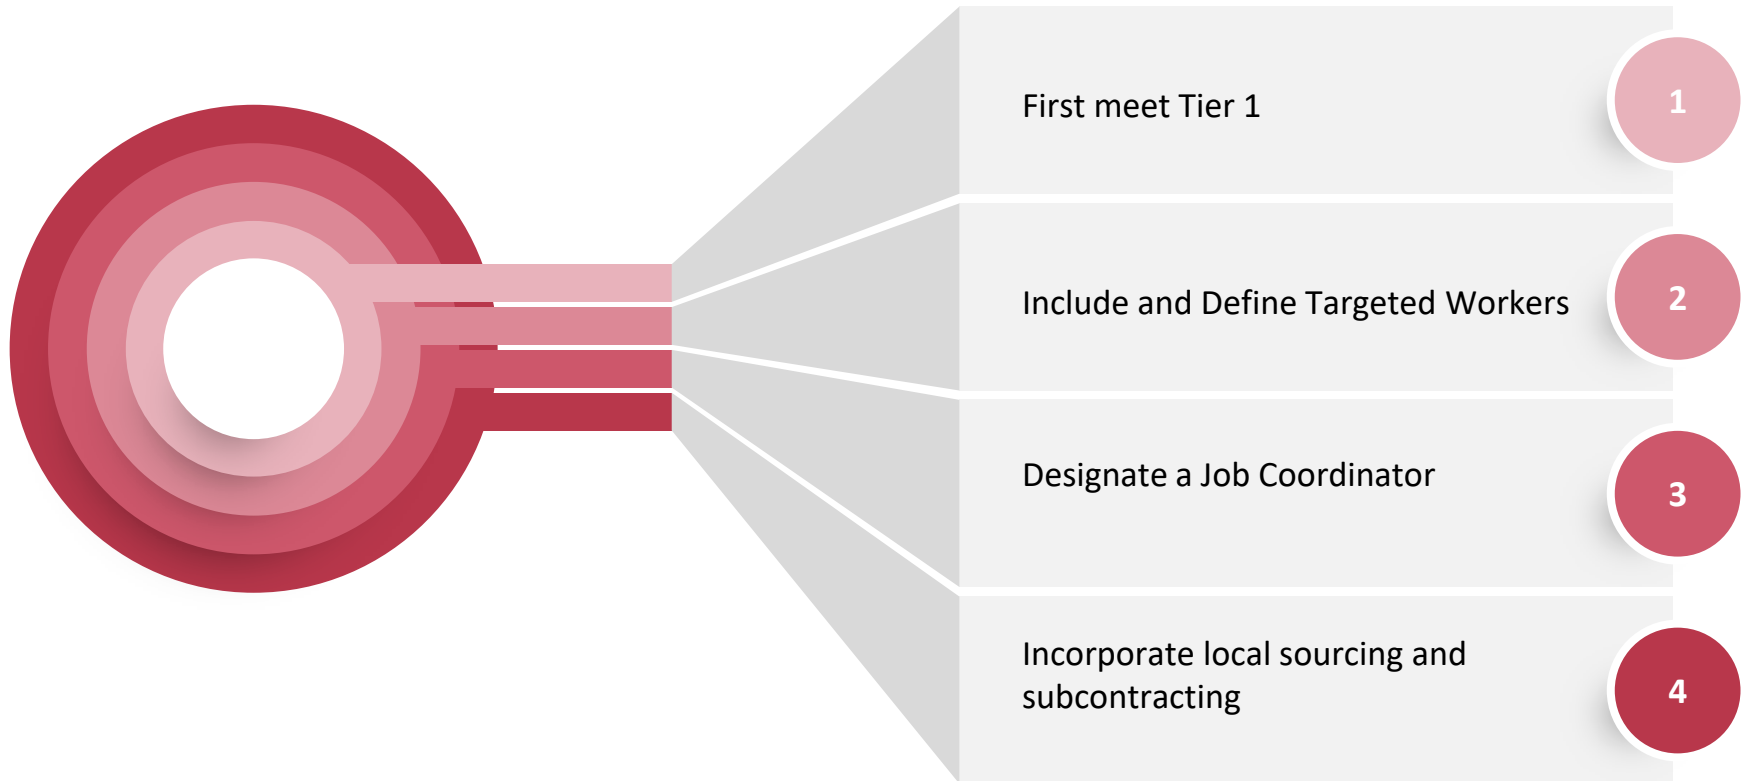 First meet Tier 1
1
Include and Define Targeted Workers
2
Designate a Job Coordinator
3
Incorporate local sourcing and
subcontracting
4